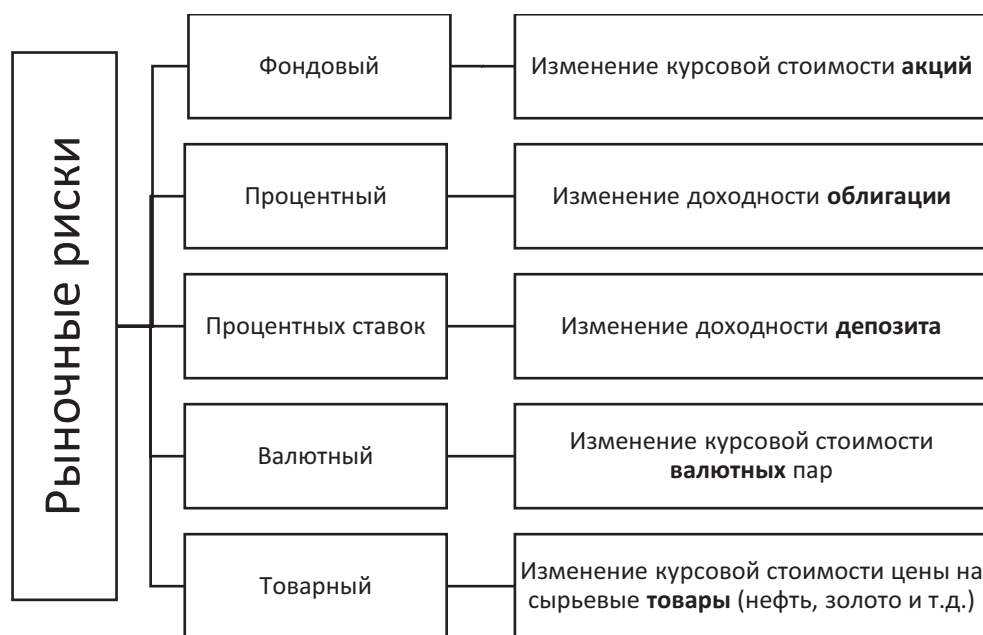 Рыночные риски
Фондовый
Изменение курсовой стоимости акций
Процентный
Изменение доходности облигации
Процентных ставок
Изменение доходности депозита
Валютный
Изменение курсовой стоимости
валютных пар
Товарный
Изменение курсовой стоимости цены на
сырьевые товары (нефть, золото и т.д.)